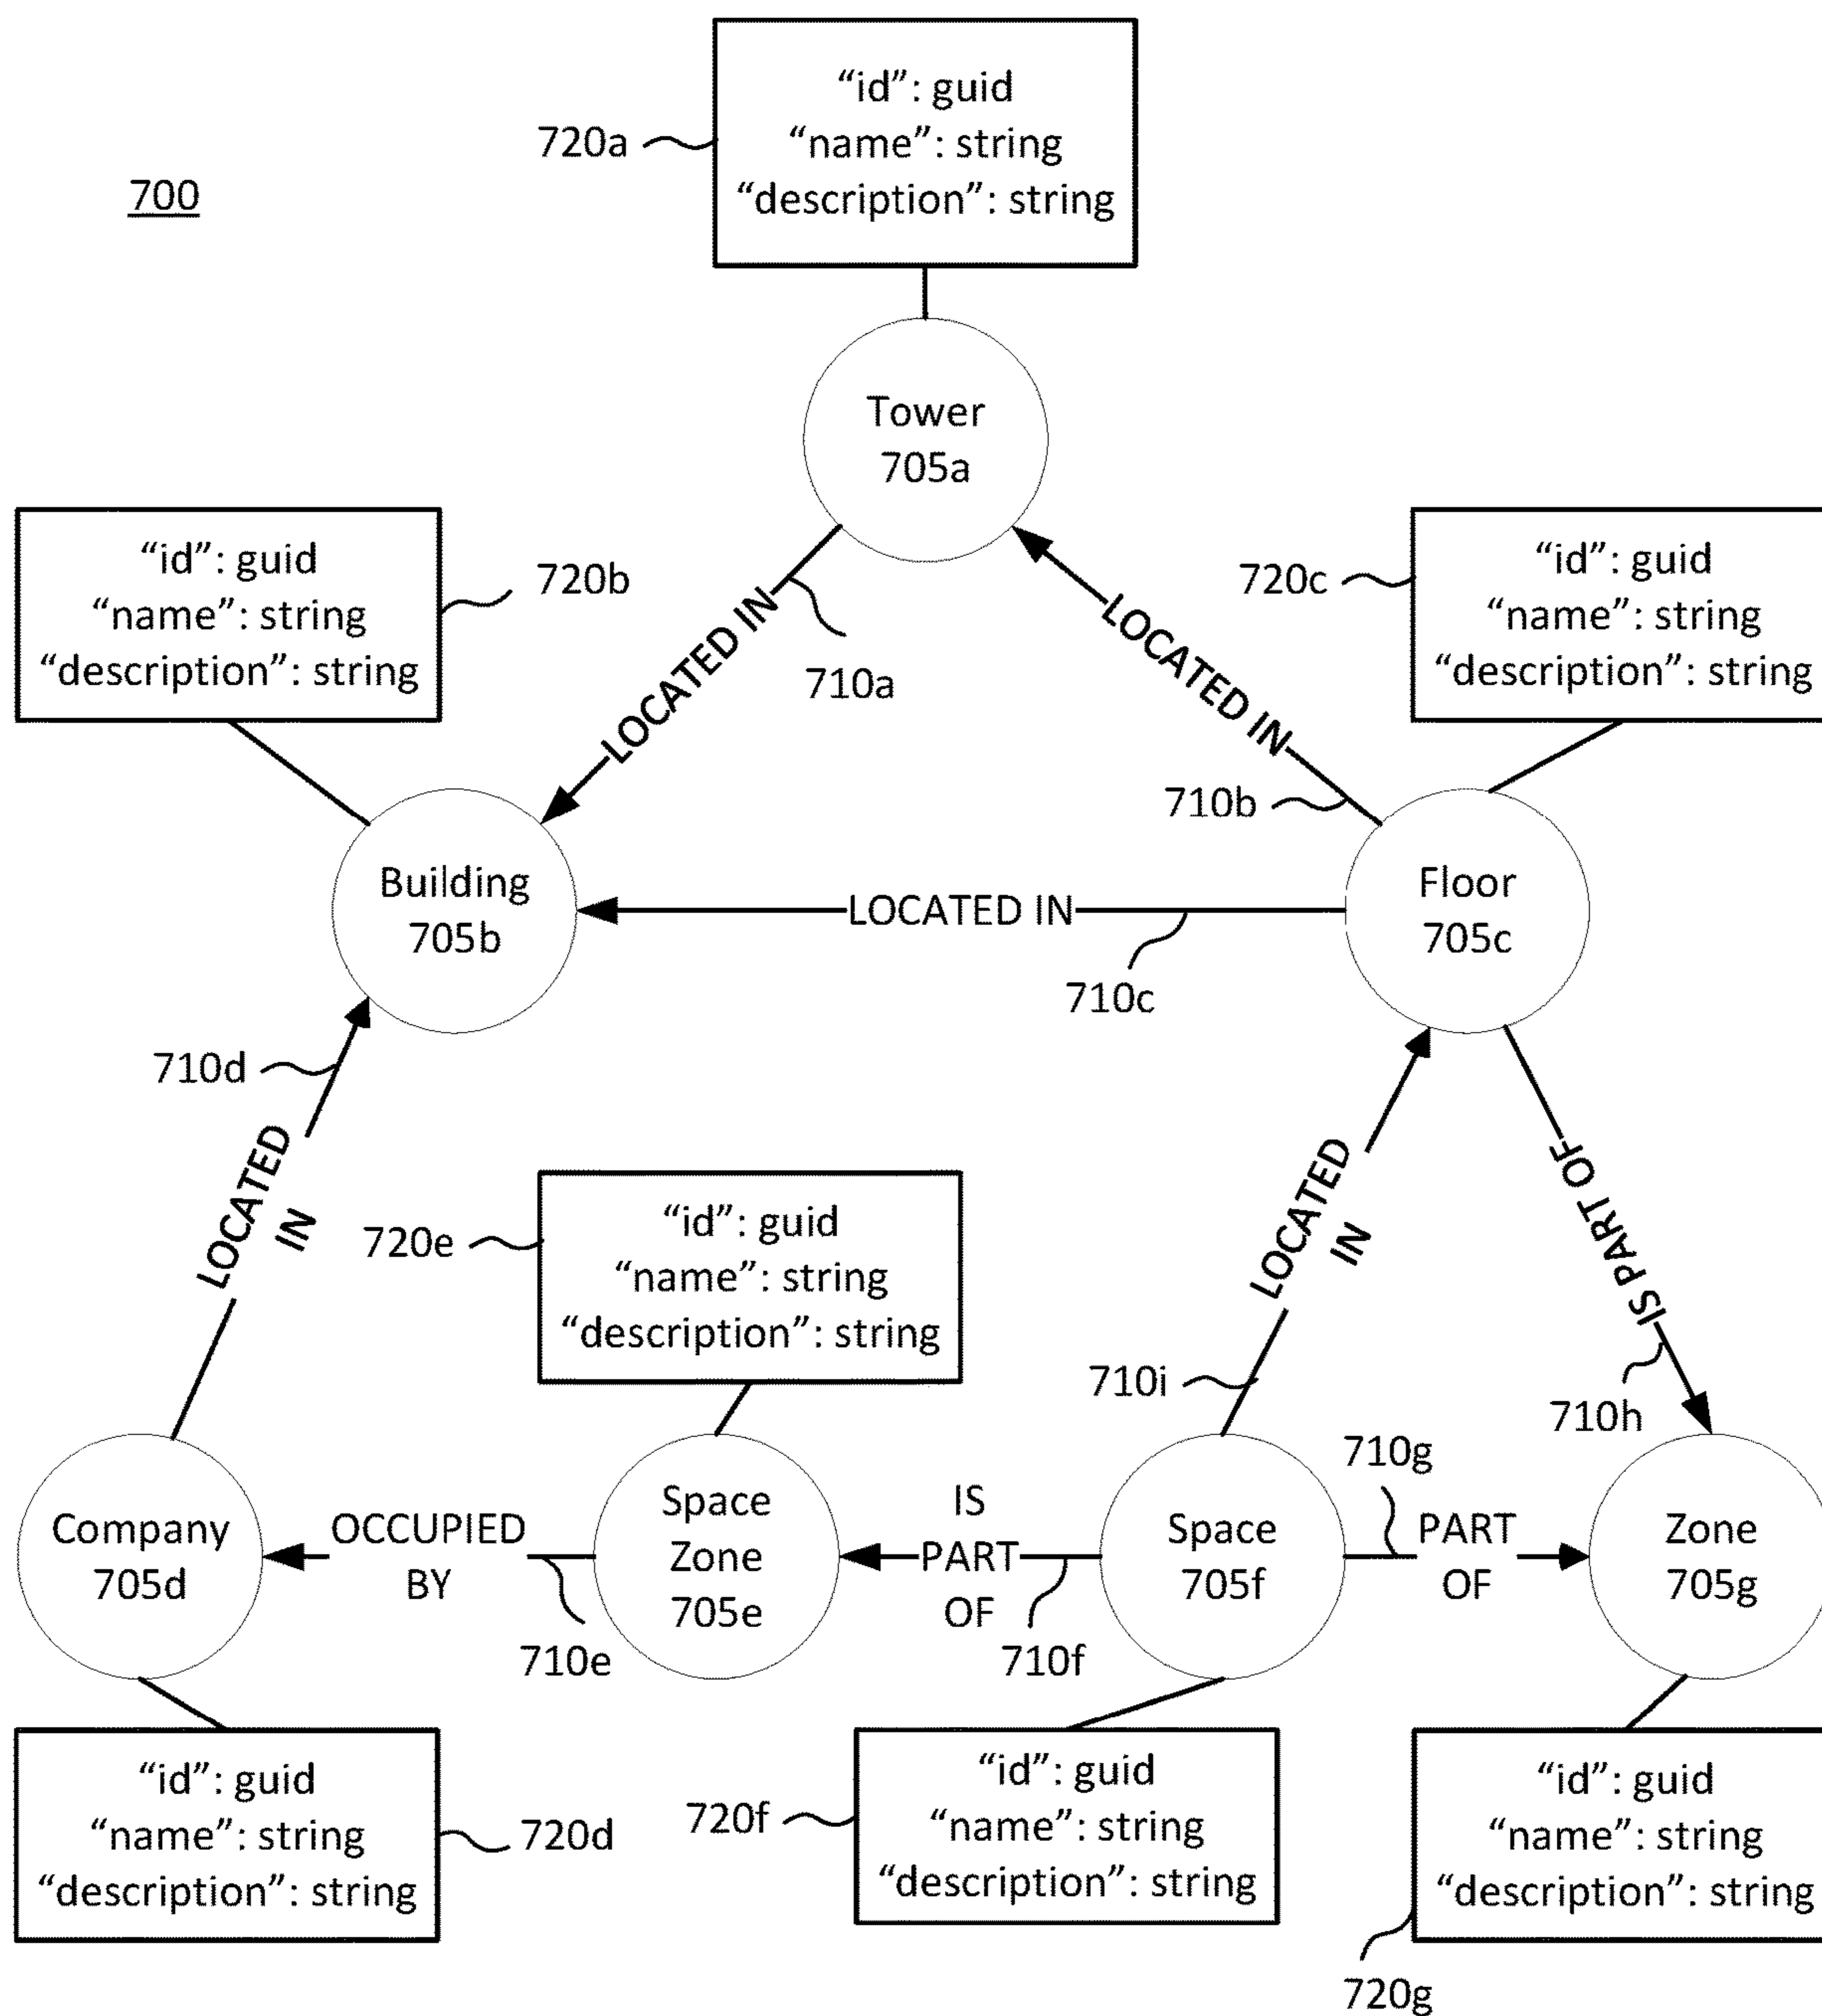 “id”: guid
“name”: string
“description”: string
720a
700
Tower
705a
“id”: guid
“name”: string
“description”: string
720b
720c
“id”: guid
“name”: string
“description”: string
LOCATED IN
710a
LOCATED IN
710b
Building
705b
LOCATED IN
710c
Floor
705c
710d
LOCATED
IN
720e
“id”: guid
“name”: string
“description”: string
LOCATED
IN
710i
IS PART OF
710h
Company
705d
OCCUPIED
BY
710e
Space
Zone
705e
IS
PART
OF
710f
Space
705f
710g
PART
OF
Zone
705g
“id”: guid
“name”: string
“description”: string
720d
720f
“id”: guid
“name”: string
“description”: string
“id”: guid
“name”: string
“description”: string
720g